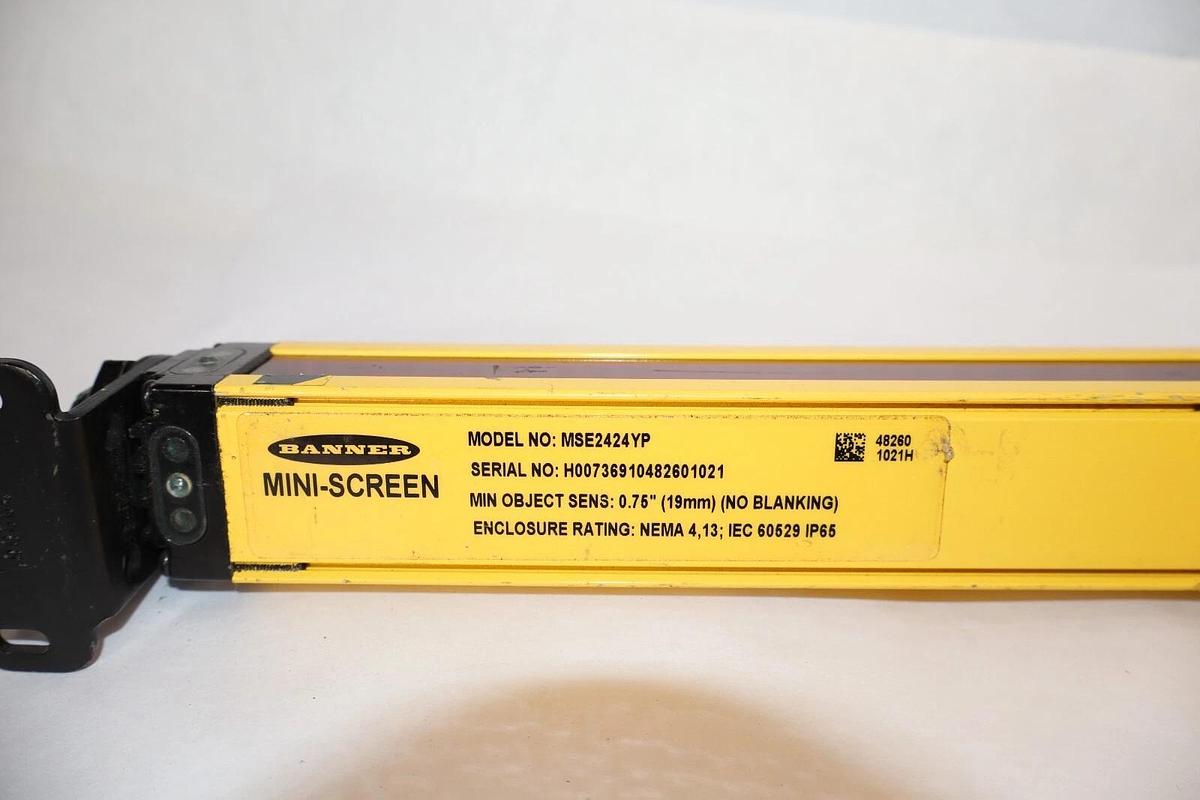 BANNER
MINI-SCREEN
MODEL NO: MSE2424YP
SERIAL NO: H00736910482601021
MIN OBJECT SENS: 0.75" (19mm) (NO BLANKING)
ENCLOSURE RATING: NEMA 4,13; IEC 60529 IP65
48260
1021H